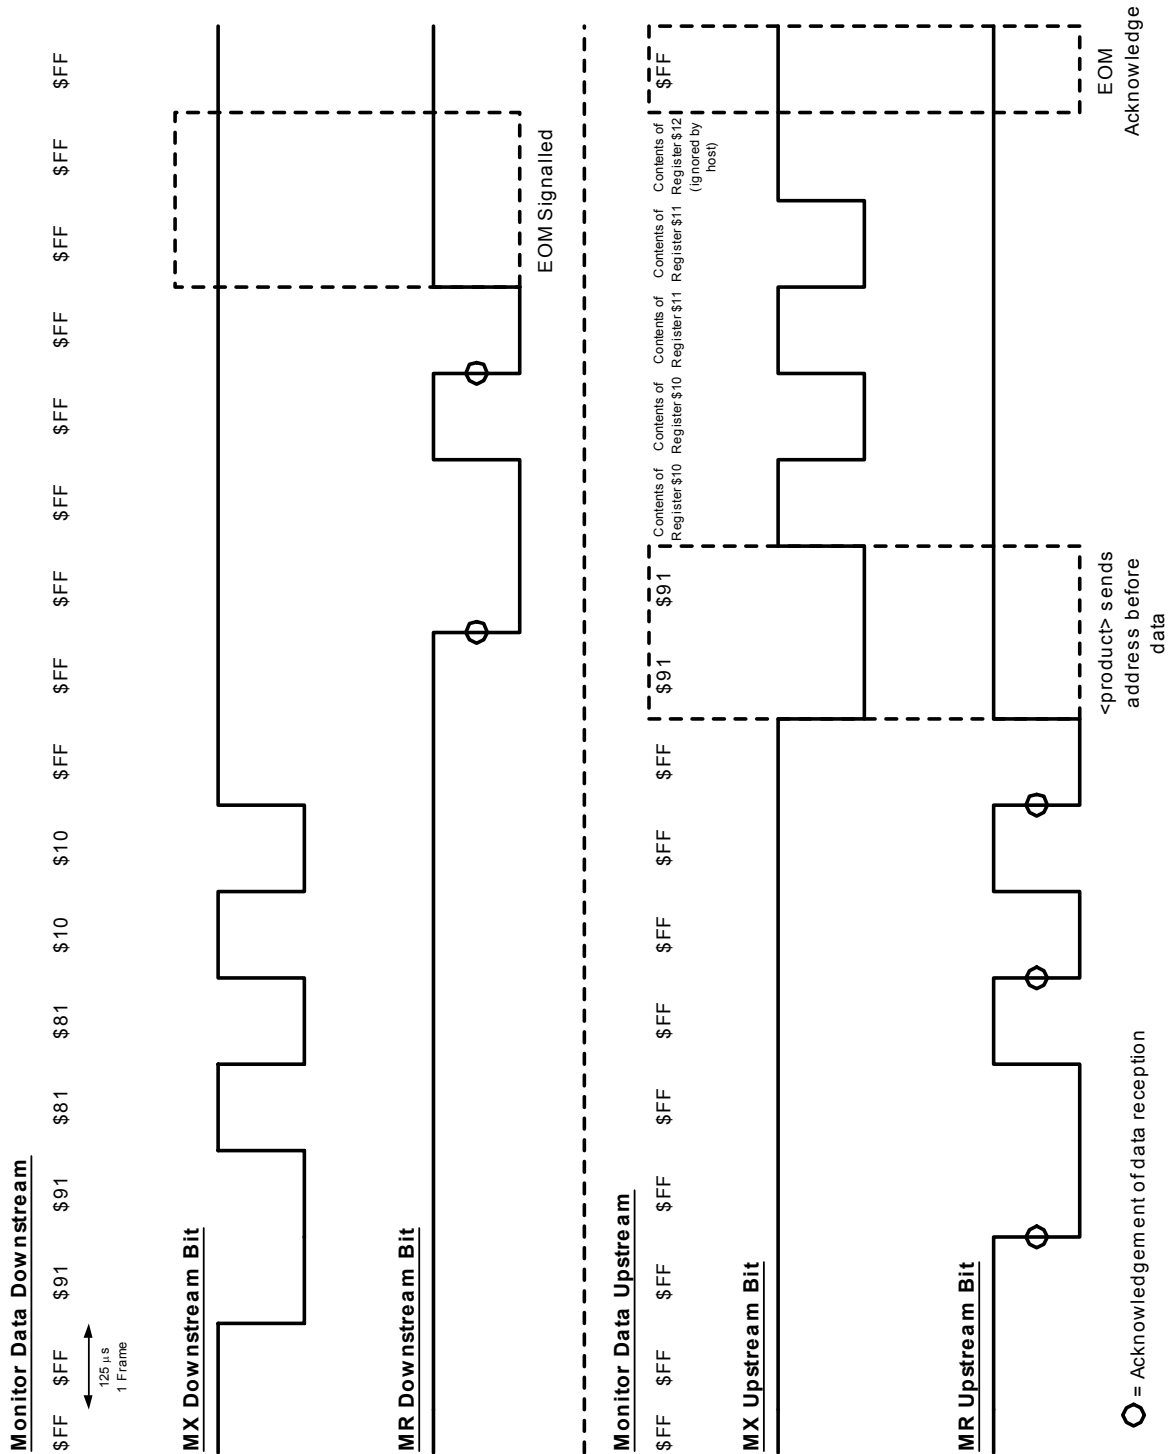 Monitor Data Downstream
$FF $FF $91 $91 $81 $81 $10 $10 $FF $FF $FF $FF $FF $FF $FF $FF $FF
125 µs
1 Frame
MX Downstream Bit
MR Downstream Bit
EOM Signalled
Monitor Data Upstream
$FF $FF $FF $FF $FF $FF $FF $FF $FF $91 $91
Contents of
Register $10
Contents of
Register $10
Contents of
Register $11
Contents of
Register $11
Contents of
Register $12
(ignored by
host)
$FF
MX Upstream Bit
MR Upstream Bit
<product> sends
address before
data
EOM
Acknowledge
= Acknowledgement of data reception